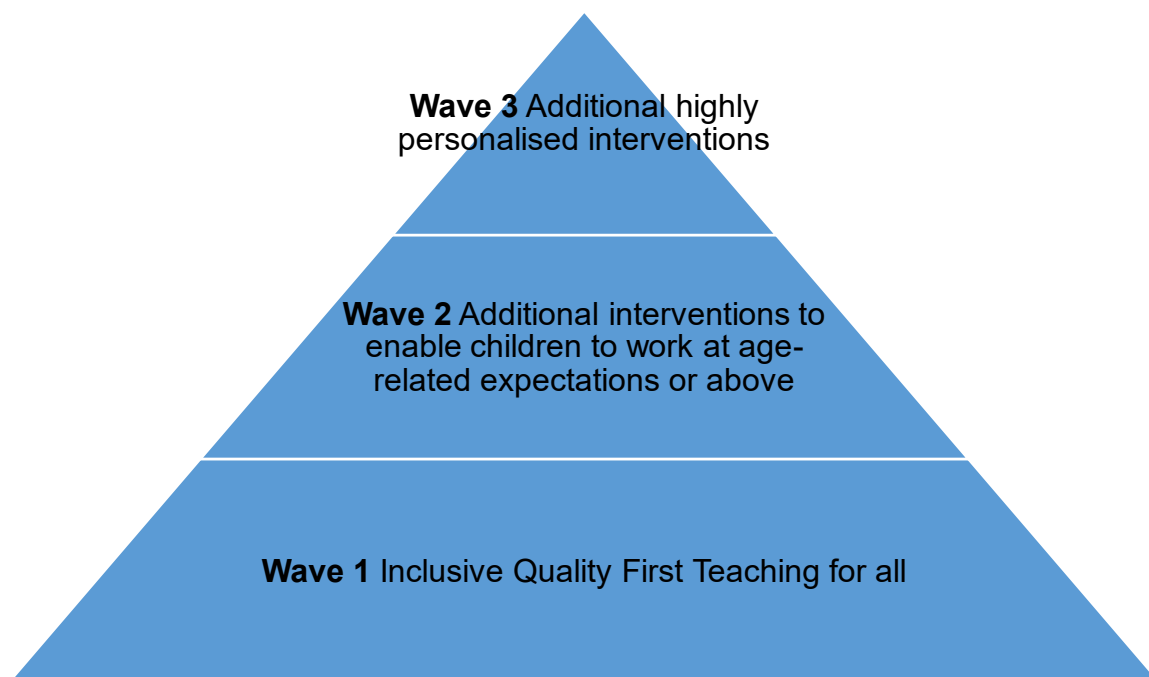 Wave 3 Additional highly
personalised interventions
Wave 2 Additional interventions to
enable children to work at age-
related expectations or above
Wave 1 Inclusive Quality First Teaching for all